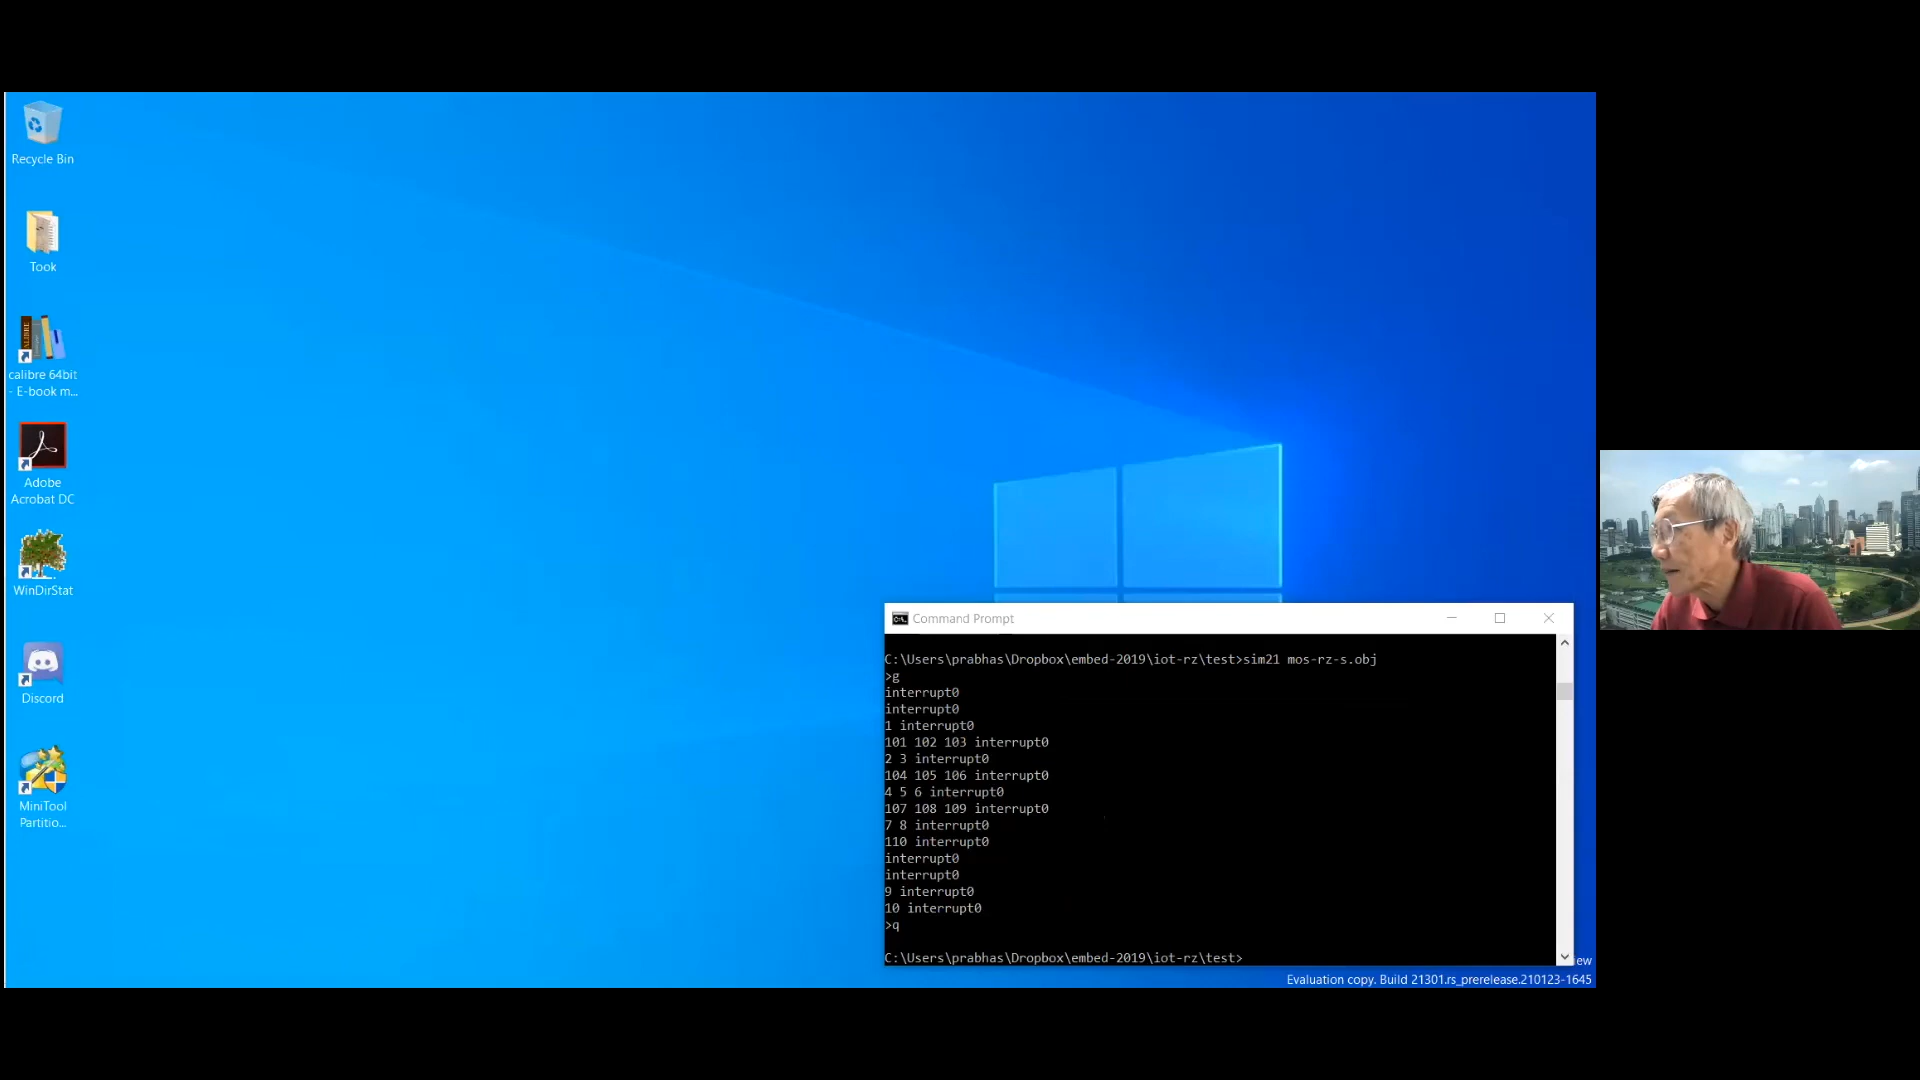 Recycle Bin
Took
calibre 64bit
- E-book m...
Adobe
Acrobat DC
WinDirStat
Discord
MiniTool
Partitio...
Command Prompt
C:\Users\prabhas\Dropbox\embed-2019\iot-rz\test>sim21 mos-rz-s.obj
>g
interrupt0
interrupt0
1 interrupt0
101 102 103 interrupt0
2 3 interrupt0
104 105 106 interrupt0
4 5 6 interrupt0
107 108 109 interrupt0
7 8 interrupt0
110 interrupt0
interrupt0
interrupt0
9 interrupt0
10 interrupt0
>q
C:\Users\prabhas\Dropbox\embed-2019\iot-rz\test>
Evaluation copy. Build 21301.rs_prerelease.210123-1645